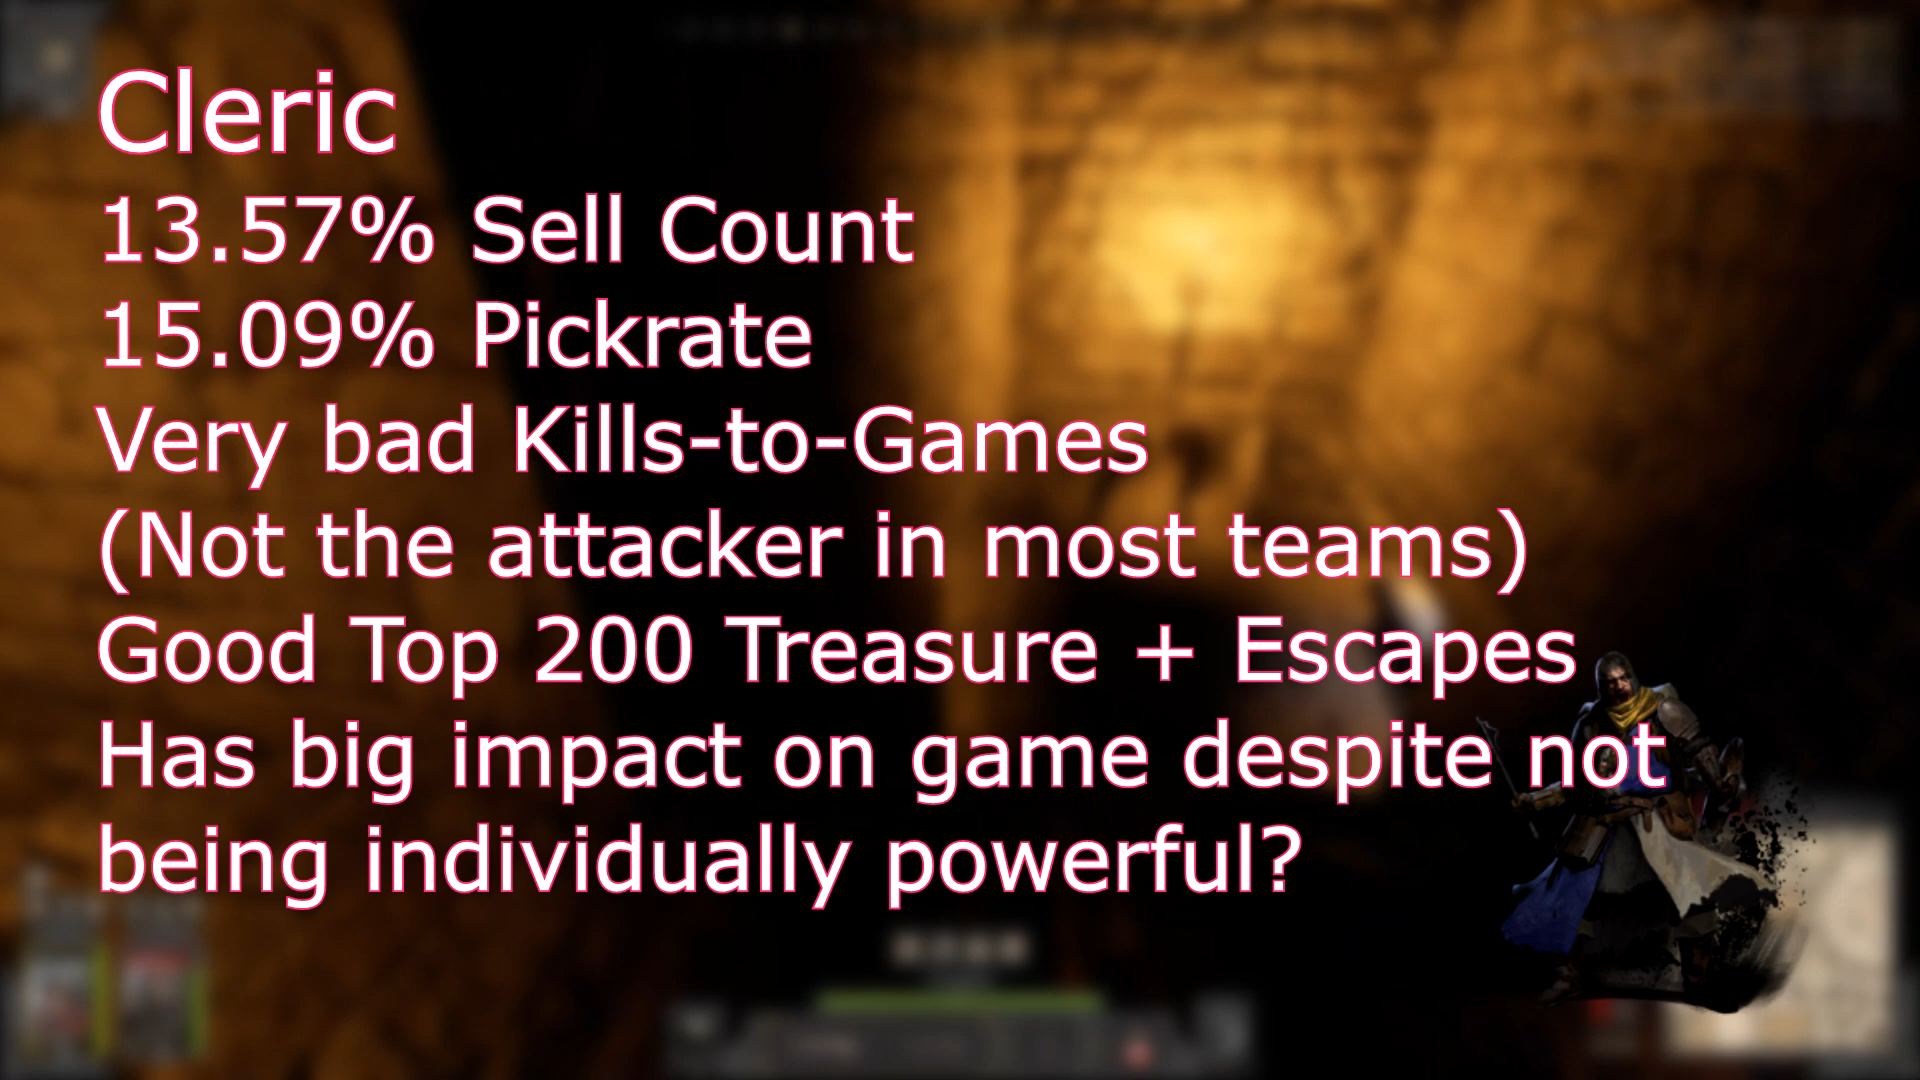 Cleric
13.57% Sell Count
15.09% Pickrate
Very bad Kills-to-Games
(Not the attacker in most teams)
Good Top 200 Treasure + Escapes
Has big impact on game despite not
being individually powerful?